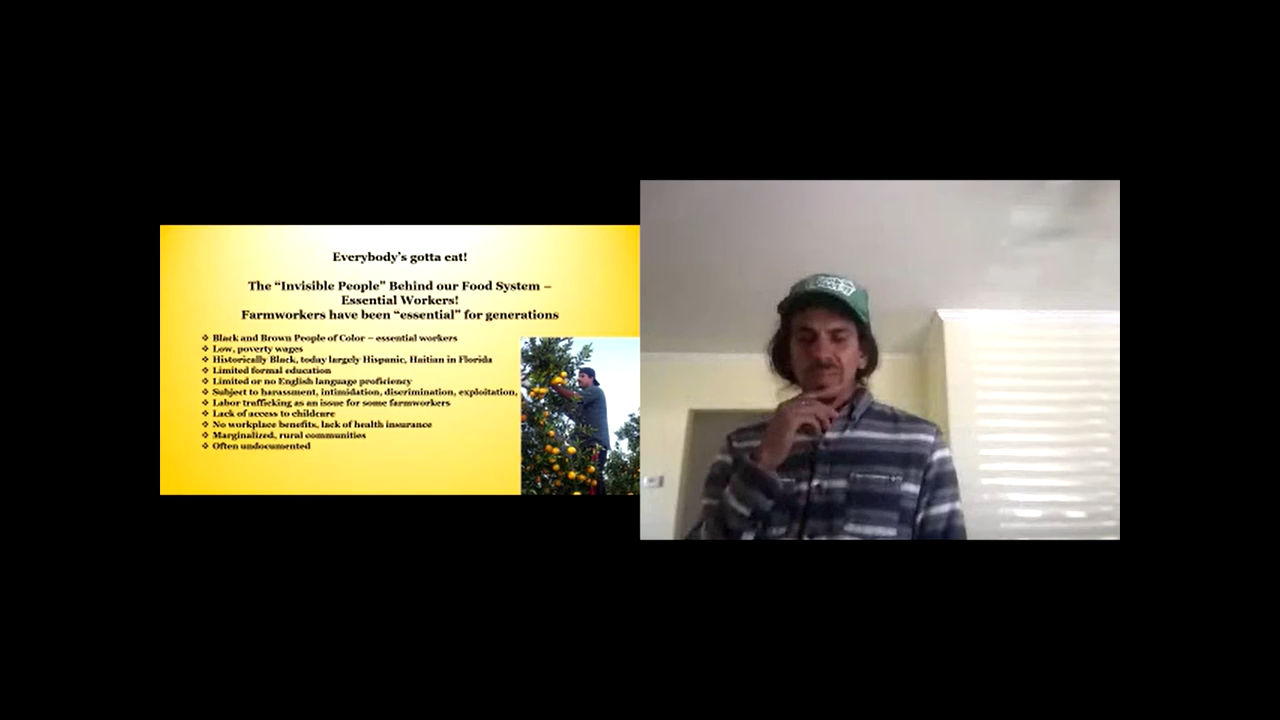 Everybody's gotta eat!
The “Invisible People” Behind our Food System –
Essential Workers!
Farmworkers have been “essential” for generations
❖ Black and Brown People of Color – essential workers
❖ Low, poverty wages
❖ Historically Black, today largely Hispanic, Haitian in Florida
❖ Limited formal education
❖ Limited or no English language proficiency
❖ Subject to harassment, intimidation, discrimination, exploitation,
❖ Labor trafficking as an issue for some farmworkers
❖ Lack of access to childcare
❖ No workplace benefits, lack of health insurance
❖ Marginalized, rural communities
❖ Often undocumented